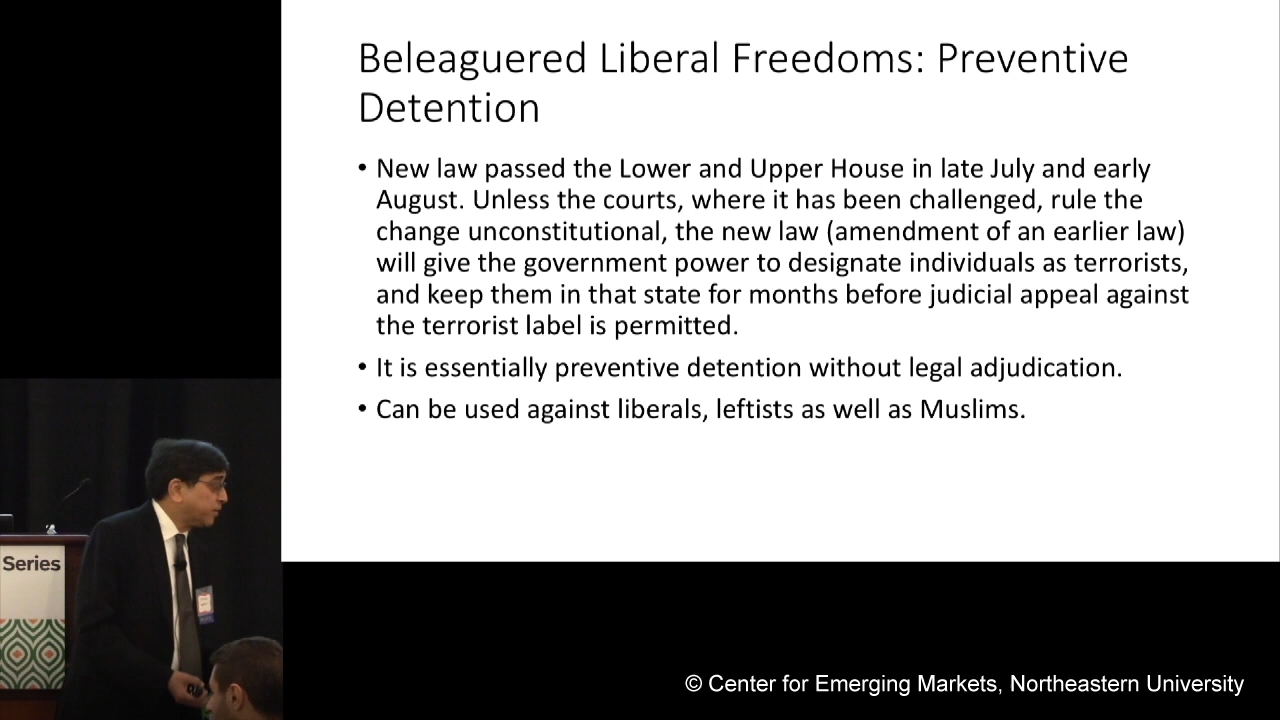 Beleaguered Liberal Freedoms: Preventive
Detention
• New law passed the Lower and Upper House in late July and early
August. Unless the courts, where it has been challenged, rule the
change unconstitutional, the new law (amendment of an earlier law)
will give the government power to designate individuals as terrorists,
and keep them in that state for months before judicial appeal against
the terrorist label is permitted.
• It is essentially preventive detention without legal adjudication.
• Can be used against liberals, leftists as well as Muslims.
Series
© Center for Emerging Markets, Northeastern University